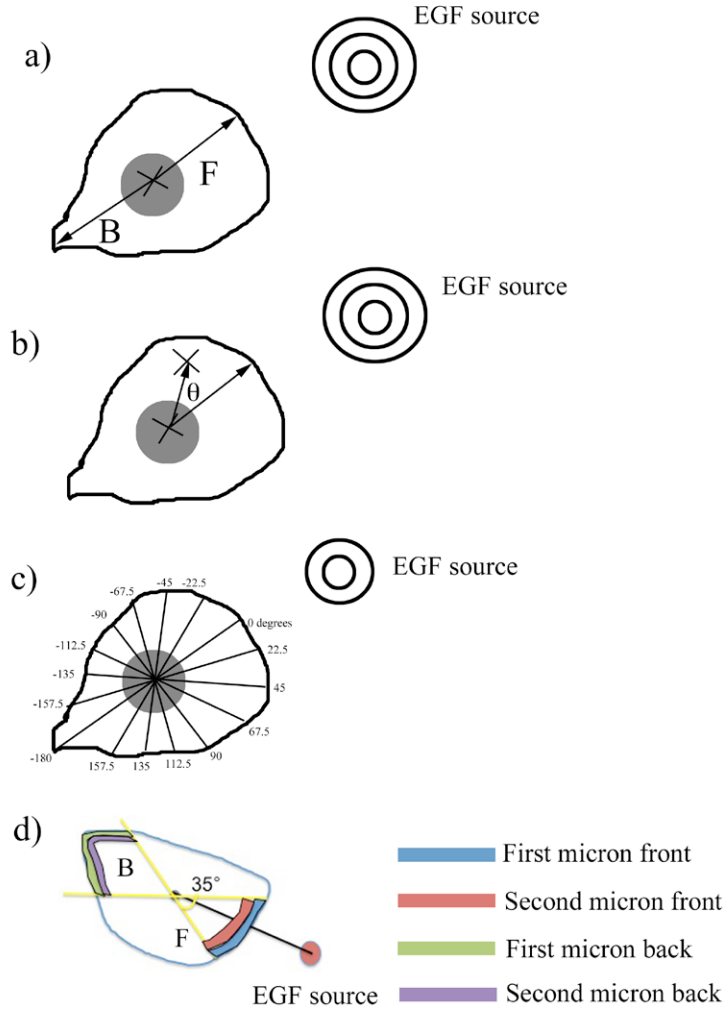 EGF source
a)
F
B
EGF source
b)
θ
c)
EGF source
-67.5
-45
-22.5
-90
0 degrees
-112.5
22.5
-135
45
-157.5
67.5
-180
157.5
135
112.5
90
d)
B
35°
F
EGF source
First micron front
Second micron front
First micron back
Second micron back